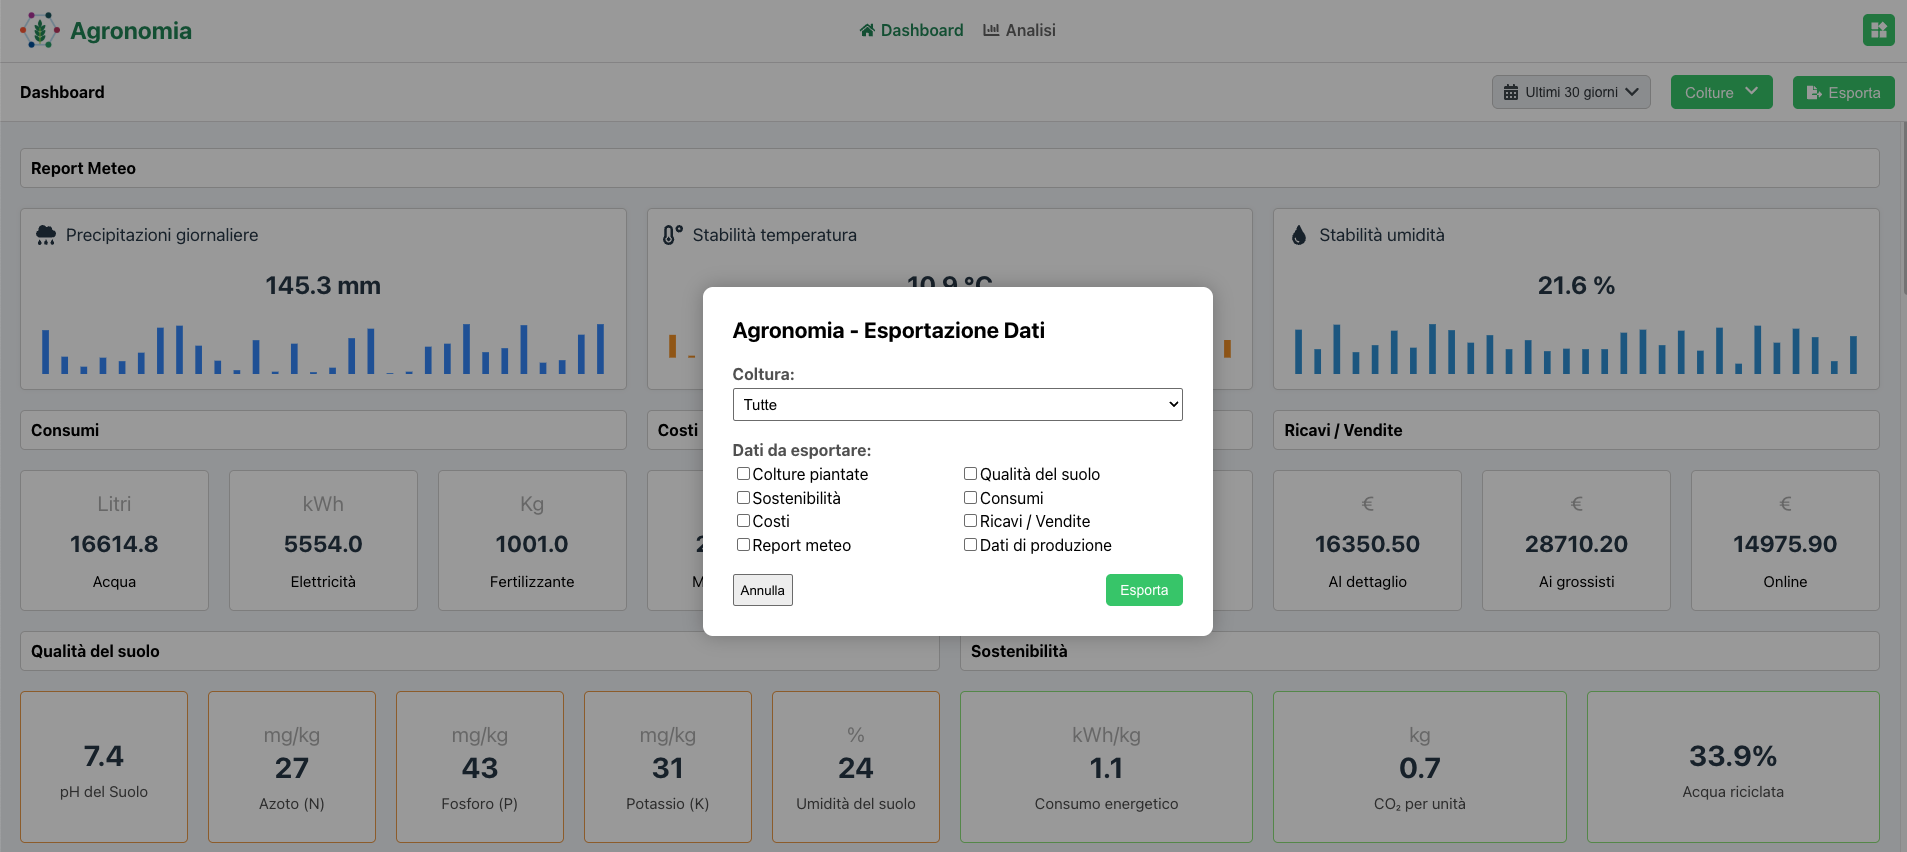 Agronomia
Dashboard
Analisi
Dashboard
Ultimi 30 giorni
Colture
Esporta
Report Meteo
Precipitazioni giornaliere
145.3 mm
Stabilità temperatura
10.9 °C
Stabilità umidità
21.6 %
Agronomia - Esportazione Dati
Coltura:
Tutte
Dati da esportare:
Colture piantate
Qualità del suolo
Sostenibilità
Consumi
Costi
Ricavi / Vendite
Report meteo
Dati di produzione
Annulla
Esporta
Consumi
Costi
Ricavi / Vendite
Litri
16614.8
Acqua
kWh
5554.0
Elettricità
Kg
1001.0
Fertilizzante
€
16350.50
Al dettaglio
€
28710.20
Ai grossisti
€
14975.90
Online
Qualità del suolo
Sostenibilità
7.4
pH del Suolo
mg/kg
27
Azoto (N)
mg/kg
43
Fosforo (P)
mg/kg
31
Potassio (K)
%
24
Umidità del suolo
kWh/kg
1.1
Consumo energetico
kg
0.7
CO₂ per unità
33.9%
Acqua riciclata